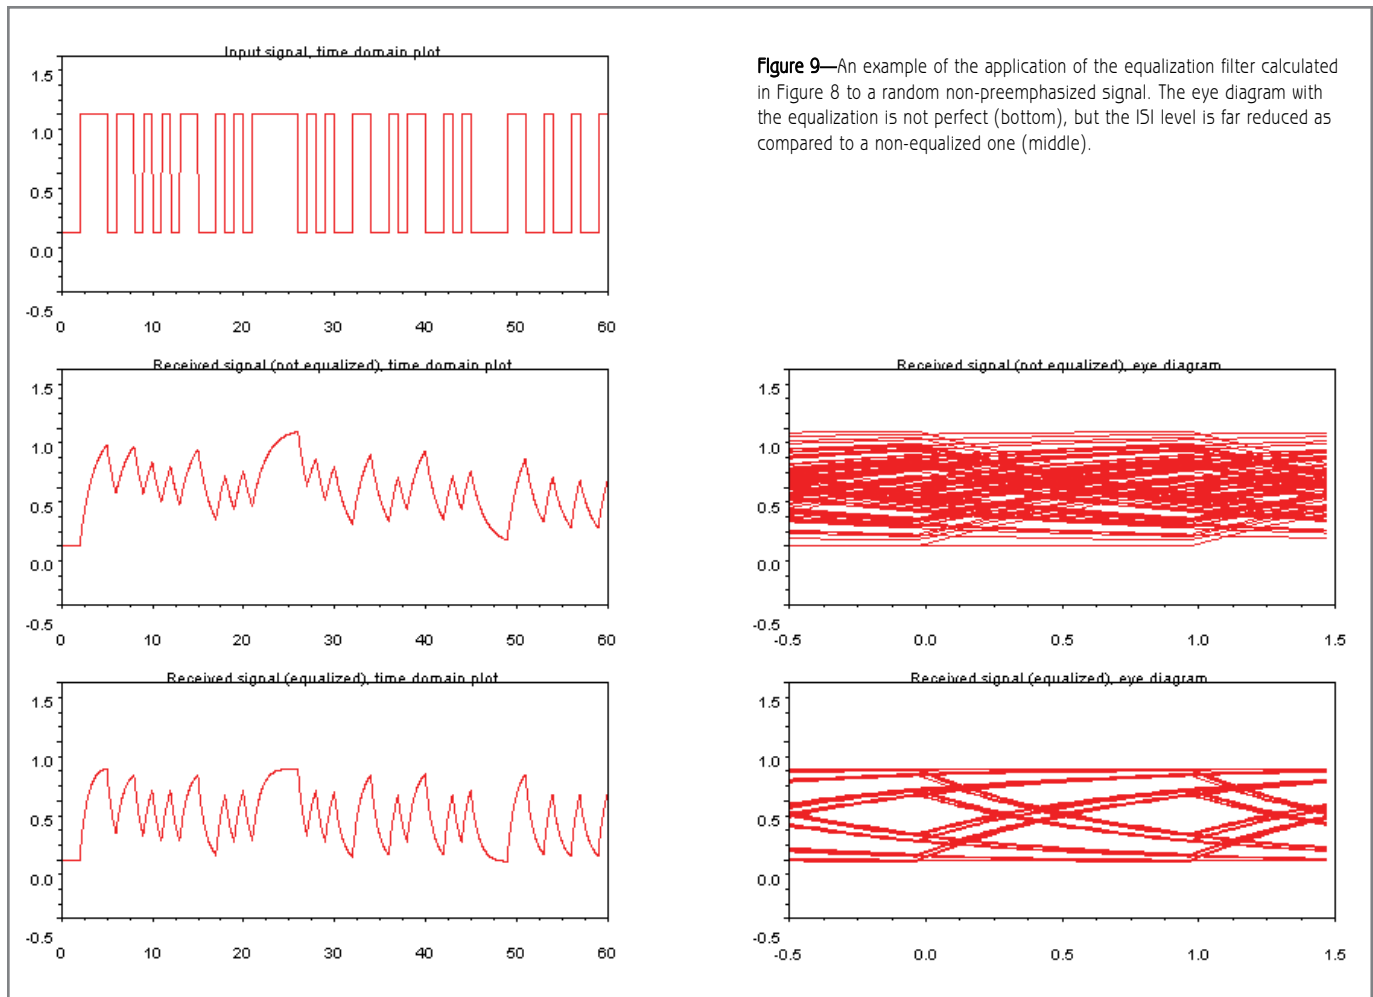 Input signal, time domain plot
1.5
1.0
0.5
0.0
-0.5
0 10 20 30 40 50 60
Figure 9—An example of the application of the equalization filter calculated
in Figure 8 to a random non-preemphasized signal. The eye diagram with
the equalization is not perfect (bottom), but the ISI level is far reduced as
compared to a non-equalized one (middle).
Received signal (not equalized), time domain plot
1.5
1.0
0.5
0.0
-0.5
0 10 20 30 40 50 60
Received signal (not equalized), eye diagram
1.5
1.0
0.5
0.0
-0.5
-0.5 0.0 0.5 1.0 1.5
Received signal (equalized), time domain plot
1.5
1.0
0.5
0.0
-0.5
0 10 20 30 40 50 60
Received signal (equalized), eye diagram
1.5
1.0
0.5
0.0
-0.5
-0.5 0.0 0.5 1.0 1.5